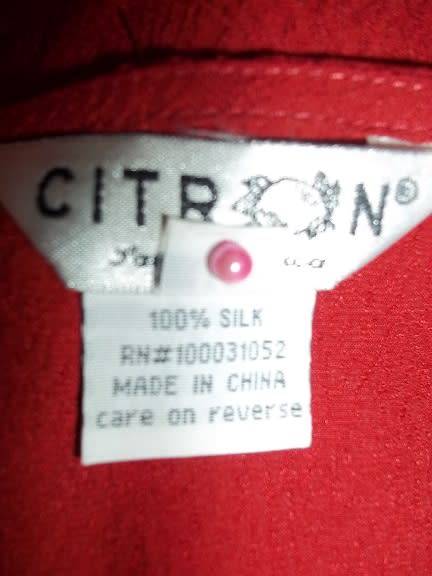 CITRON®
100% SILK
RN#100031052
MADE IN CHINA
care on reverse